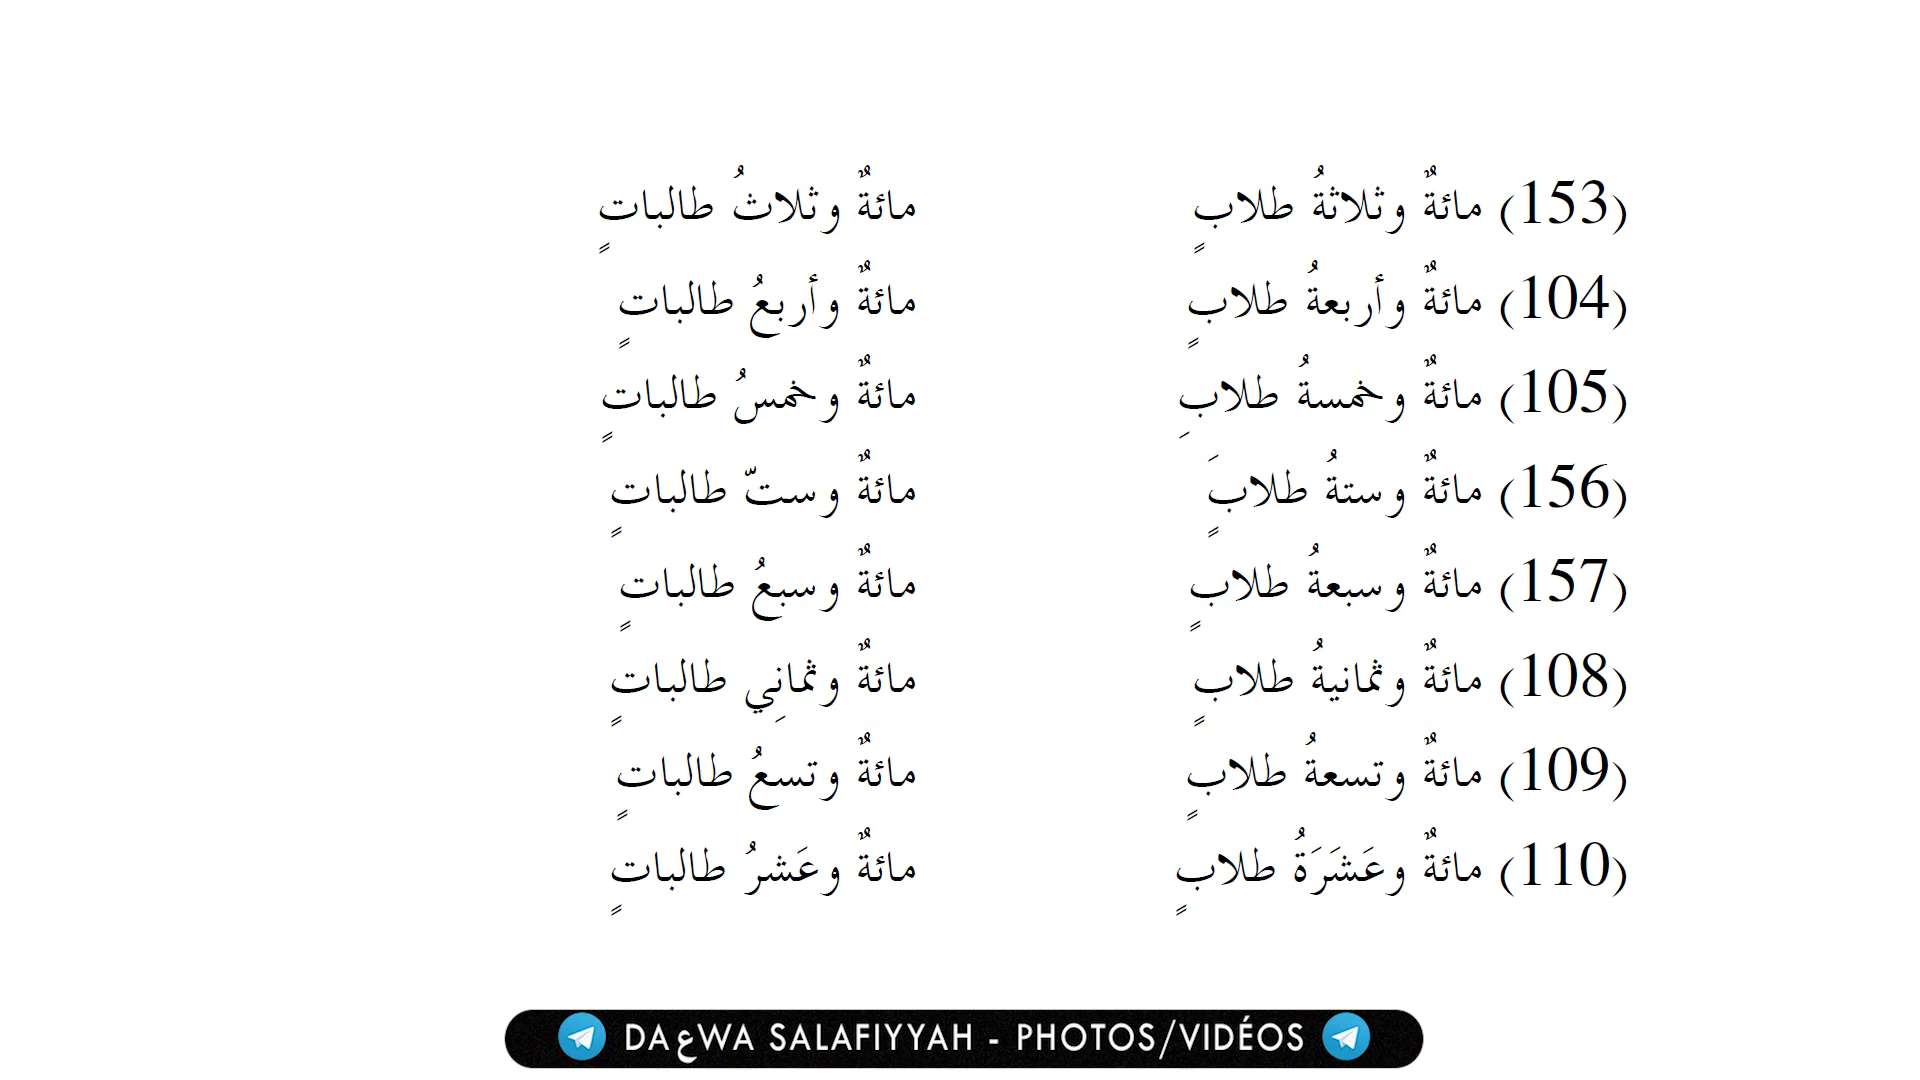 (153) مائةٌ وثلاثةُ طلابٍ مائةٌ وثلاثُ طالباتٍ
(104) مائةٌ وأربعةُ طلابٍ مائةٌ وأربعُ طالباتٍ
(105) مائةٌ وخمسةُ طلابِ مائةٌ وخمسُ طالباتٍ
(156) مائةٌ وستةُ طلابٍَ مائةٌ وستّ طالباتٍ
(157) مائةٌ وسبعةُ طلابٍ مائةٌ وسبعُ طالباتٍ
(108) مائةٌ وثمانيةُ طلابٍ مائةٌ وثمانِي طالباتٍ
(109) مائةٌ وتسعةُ طلابٍ مائةٌ وتسعُ طالباتٍ
(110) مائةٌ وعَشَرَةُ طلابٍ مائةٌ وعَشرُ طالباتٍ
DAعWA SALAFIYYAH - PHOTOS/VIDÉOS